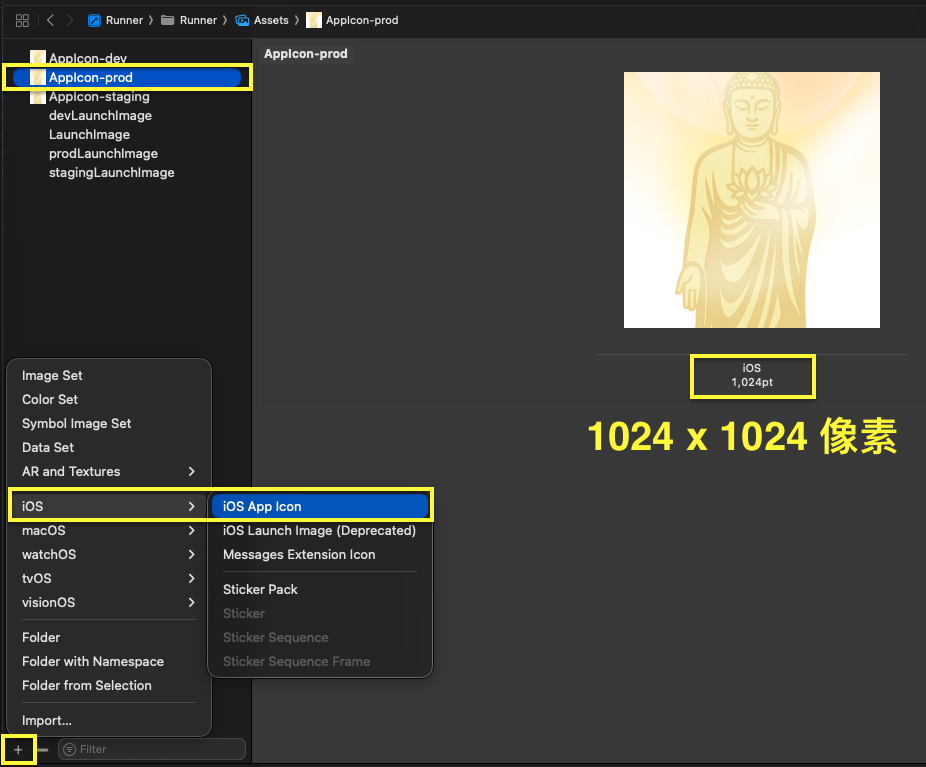 Runner Runner Assets AppIcon-prod
AppIcon-dev
AppIcon-prod
AppIcon-staging
devLaunchImage
LaunchImage
prodLaunchImage
stagingLaunchImage
AppIcon-prod
iOS
1,024pt
1024 x 1024 像素
Image Set
Color Set
Symbol Image Set
Data Set
AR and Textures
iOS
macOS
watchOS
tvOS
visionOS
Folder
Folder with Namespace
Folder from Selection
Import...
iOS App Icon
iOS Launch Image (Deprecated)
Messages Extension Icon
Sticker Pack
Sticker
Sticker Sequence
Sticker Sequence Frame
Filter